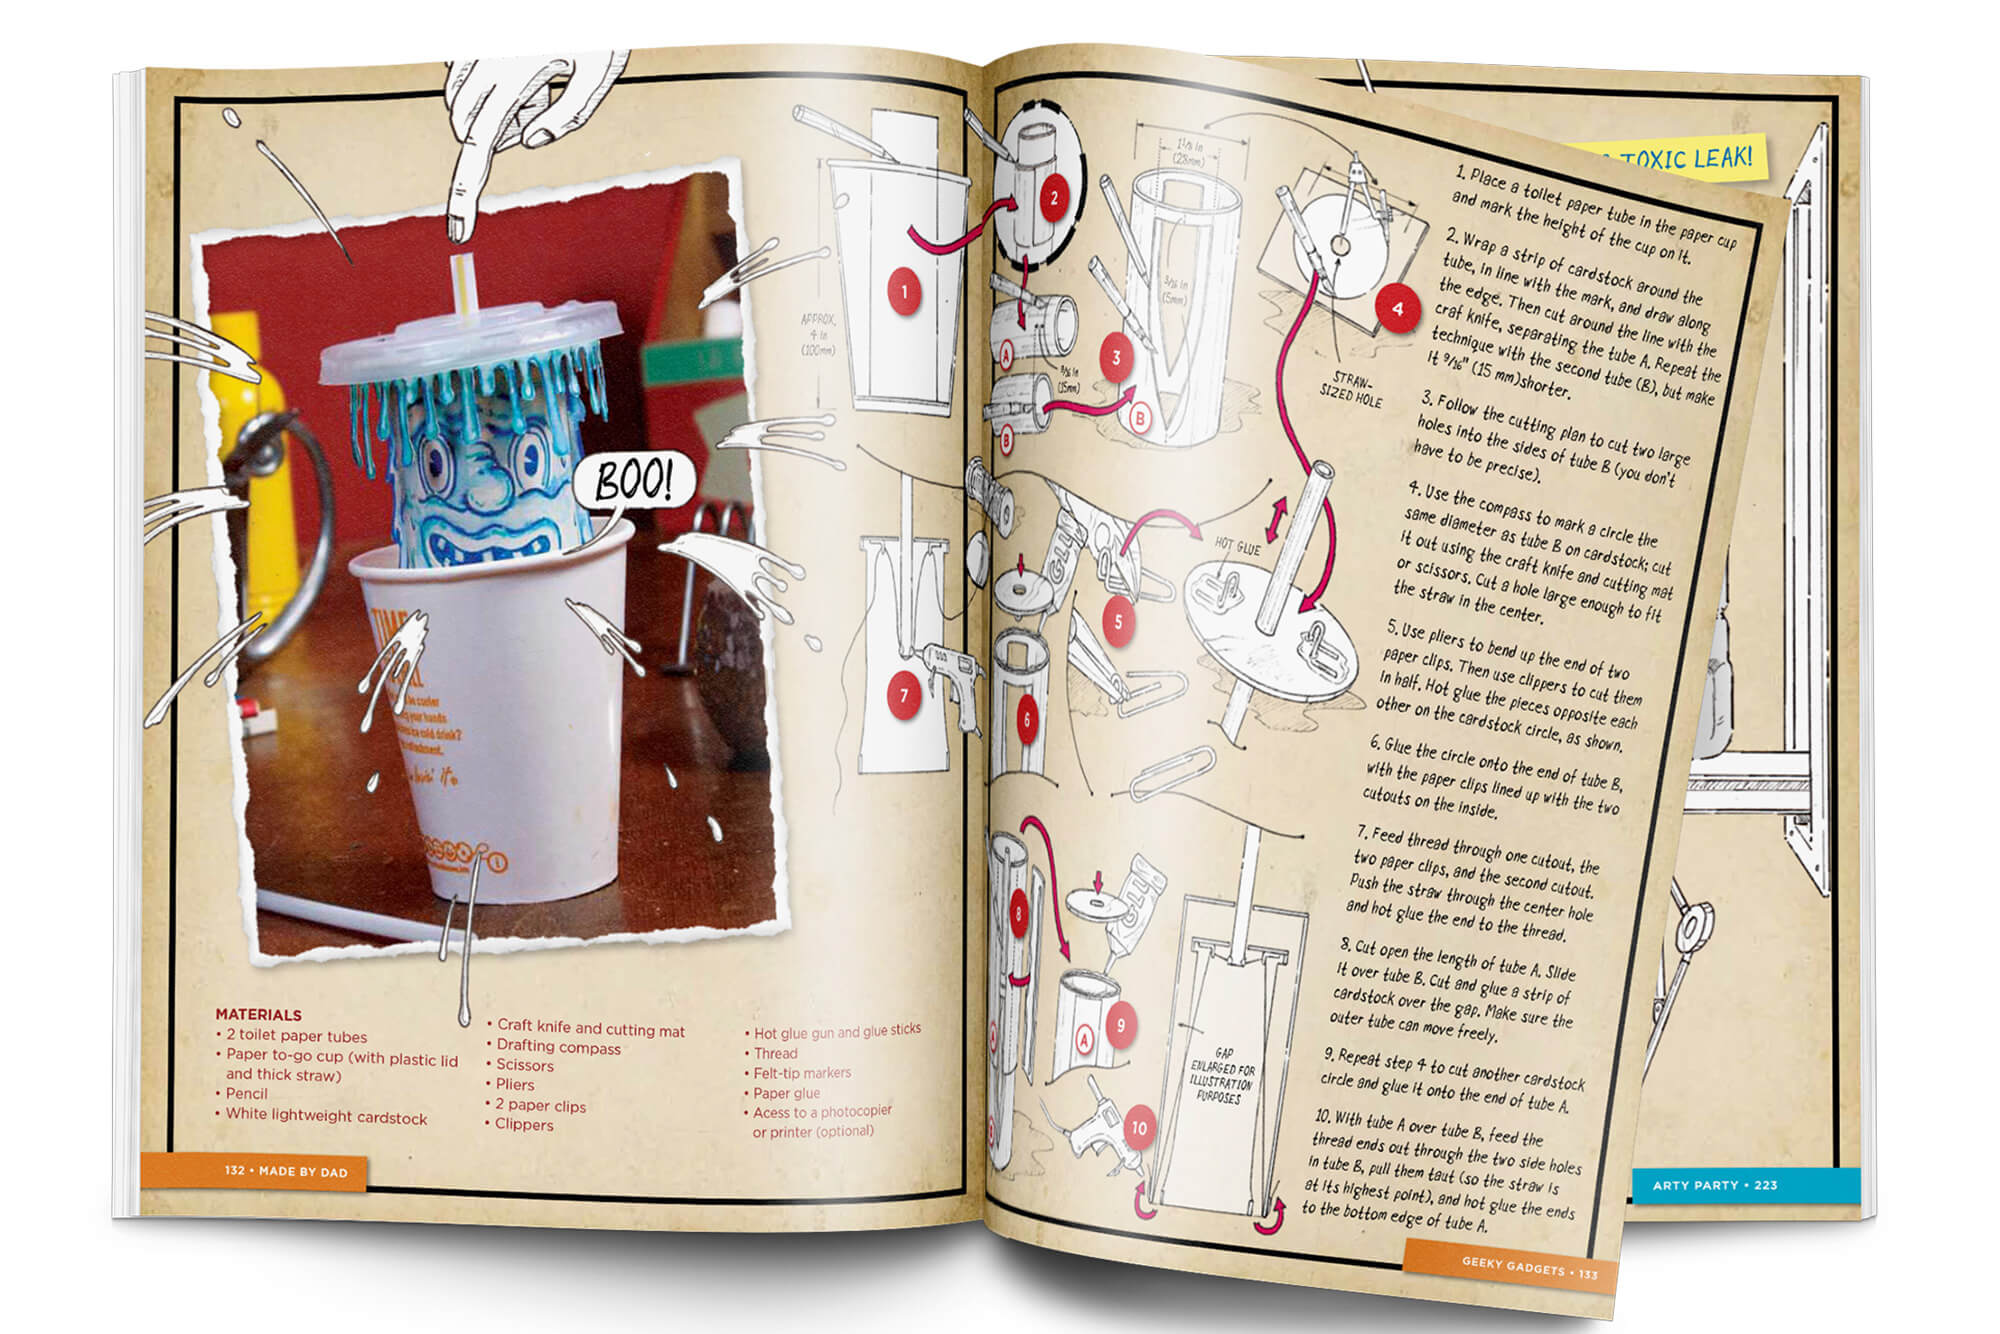 BOO!
TIME
be cooler
your hands
ice cold drink?
refreshment.
lovin' it.
MATERIALS
• 2 toilet paper tubes
• Paper to-go cup (with plastic lid
and thick straw)
• Pencil
• White lightweight cardstock
• Craft knife and cutting mat
• Drafting compass
• Scissors
• Pliers
• 2 paper clips
• Clippers
• Hot glue gun and glue sticks
• Thread
• Felt-tip markers
• Paper glue
• Acess to a photocopier
or printer (optional)
132 • MADE BY DAD
APPROX.
4 in
(100mm)
1
2
A
B
9/16 in
(15mm)
3
B
1 1/8 in
(28mm)
3/16 in
(5mm)
4
STRAW-
SIZED HOLE
HOT GLUE
GLUE
5
6
7
8
A
B
GLUE
9
A
10
GAP
ENLARGED FOR
ILLUSTRATION
PURPOSES
1. Place a toilet paper tube in the paper cup
and mark the height of the cup on it.
2. Wrap a strip of cardstock around the
tube, in line with the mark, and draw along
the edge. Then cut around the line with the
craf knife, separating the tube A. Repeat the
technique with the second tube (B), but make
it 9/16" (15 mm)shorter.
3. Follow the cutting plan to cut two large
holes into the sides of tube B (you don't
have to be precise).
4. Use the compass to mark a circle the
same diameter as tube B on cardstock; cut
it out using the craft knife and cutting mat
or scissors. Cut a hole large enough to fit
the straw in the center.
5. Use pliers to bend up the end of two
paper clips. Then use clippers to cut them
in half. Hot glue the pieces opposite each
other on the cardstock circle, as shown.
6. Glue the circle onto the end of tube B,
with the paper clips lined up with the two
cutouts on the inside.
7. Feed thread through one cutout, the
two paper clips, and the second cutout.
Push the straw through the center hole
and hot glue the end to the thread.
8. Cut open the length of tube A. Slide
it over tube B. Cut and glue a strip of
cardstock over the gap. Make sure the
outer tube can move freely.
9. Repeat step 4 to cut another cardstock
circle and glue it onto the end of tube A.
10. With tube A over tube B, feed the
thread ends out through the two side holes
in tube B, pull them taut (so the straw is
at its highest point), and hot glue the ends
to the bottom edge of tube A.
GEEKY GADGETS • 133
TOXIC LEAK!
ARTY PARTY • 223